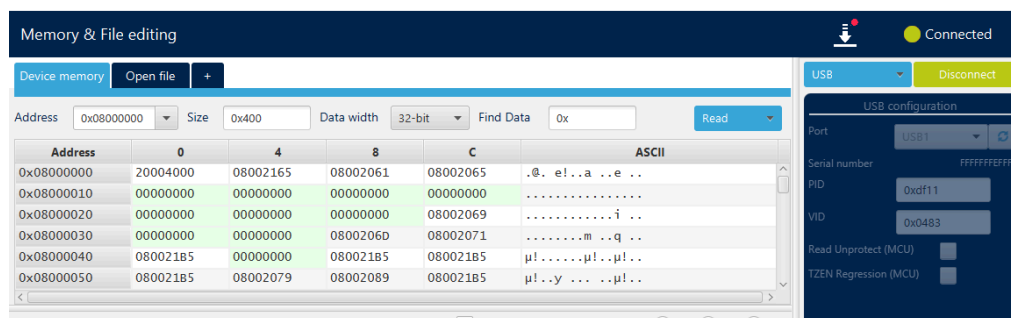 Memory & File editing
Connected
Device memory Open file +
USB Disconnect
Address 0x08000000 Size 0x400 Data width 32-bit Find Data 0x Read
USB configuration
Port USB1
Serial number
PID 0xdf11
VID 0x0483
Read Unprotect (MCU)
TZEN Regression (MCU)
Address 0 4 8 C ASCII
0x08000000 20004000 08002165 08002061 08002065 .@. e!..a ..e ..
0x08000010 00000000 00000000 00000000 00000000 ................
0x08000020 00000000 00000000 00000000 08002069 ............i ..
0x08000030 00000000 00000000 0800206D 08002071 ........m ..q ..
0x08000040 080021B5 00000000 080021B5 080021B5 µ!......µ!..µ!..
0x08000050 080021B5 08002079 08002089 080021B5 µ!..y ... ..µ!..